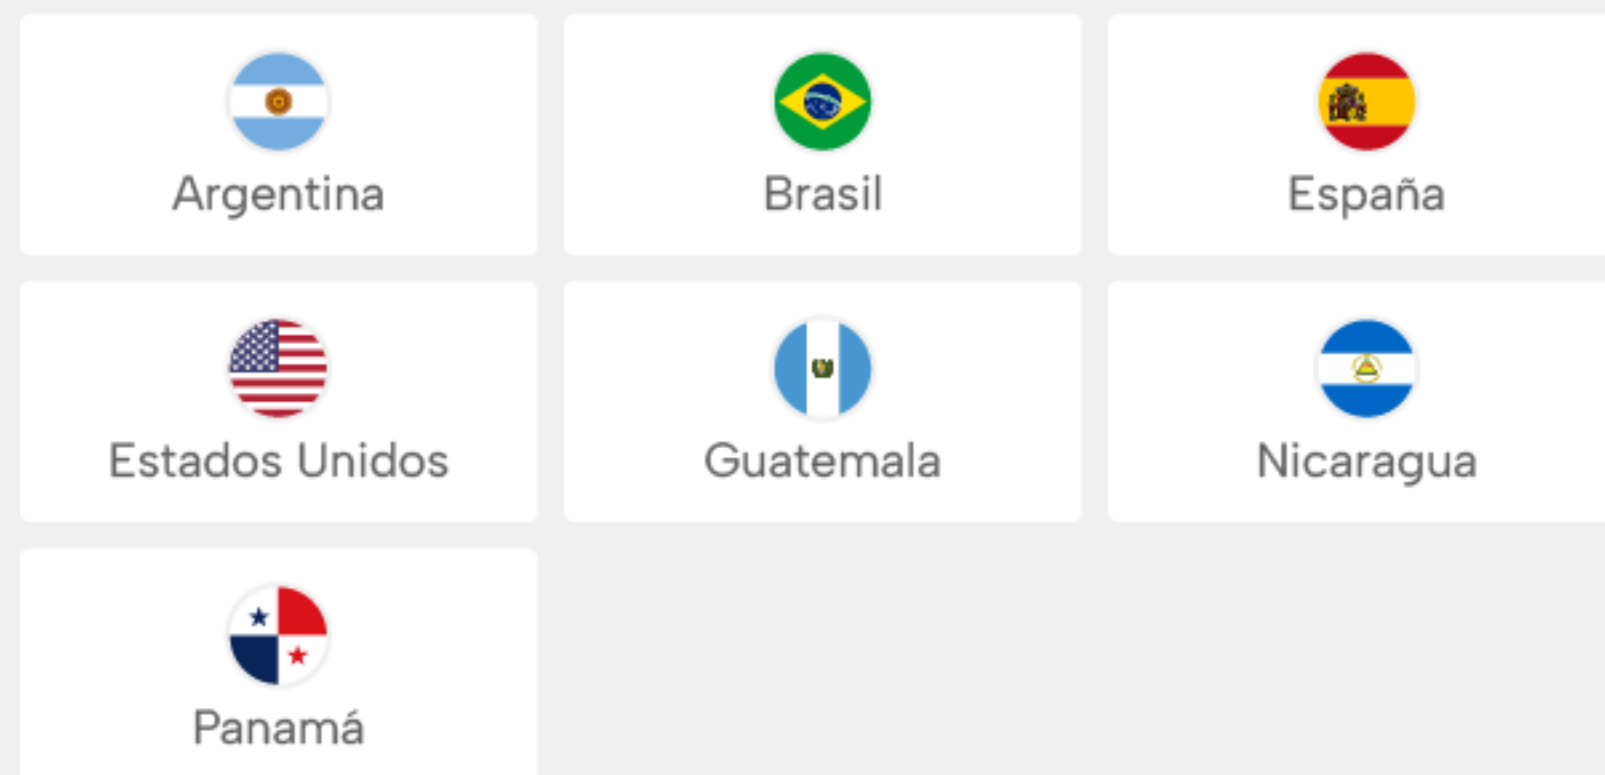 Argentina
Brasil
España
Estados Unidos
Guatemala
Nicaragua
Panamá